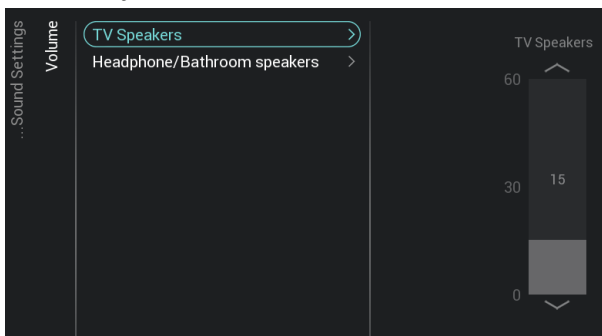 ...Sound Settings
Volume
TV Speakers
Headphone/Bathroom speakers
TV Speakers
60
15
30
0